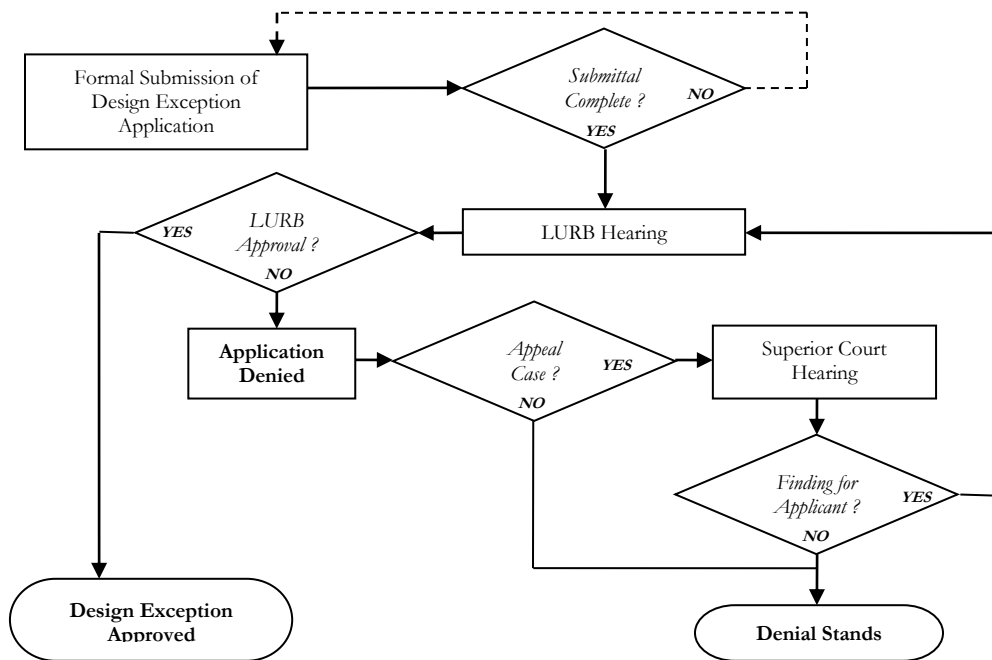 Formal Submission of
Design Exception
Application
Submittal
Complete ?
NO
YES
LURB Hearing
LURB
Approval ?
YES
NO
Application
Denied
Appeal
Case ?
YES
NO
Superior Court
Hearing
Finding for
Applicant ?
YES
NO
Design Exception
Approved
Denial Stands